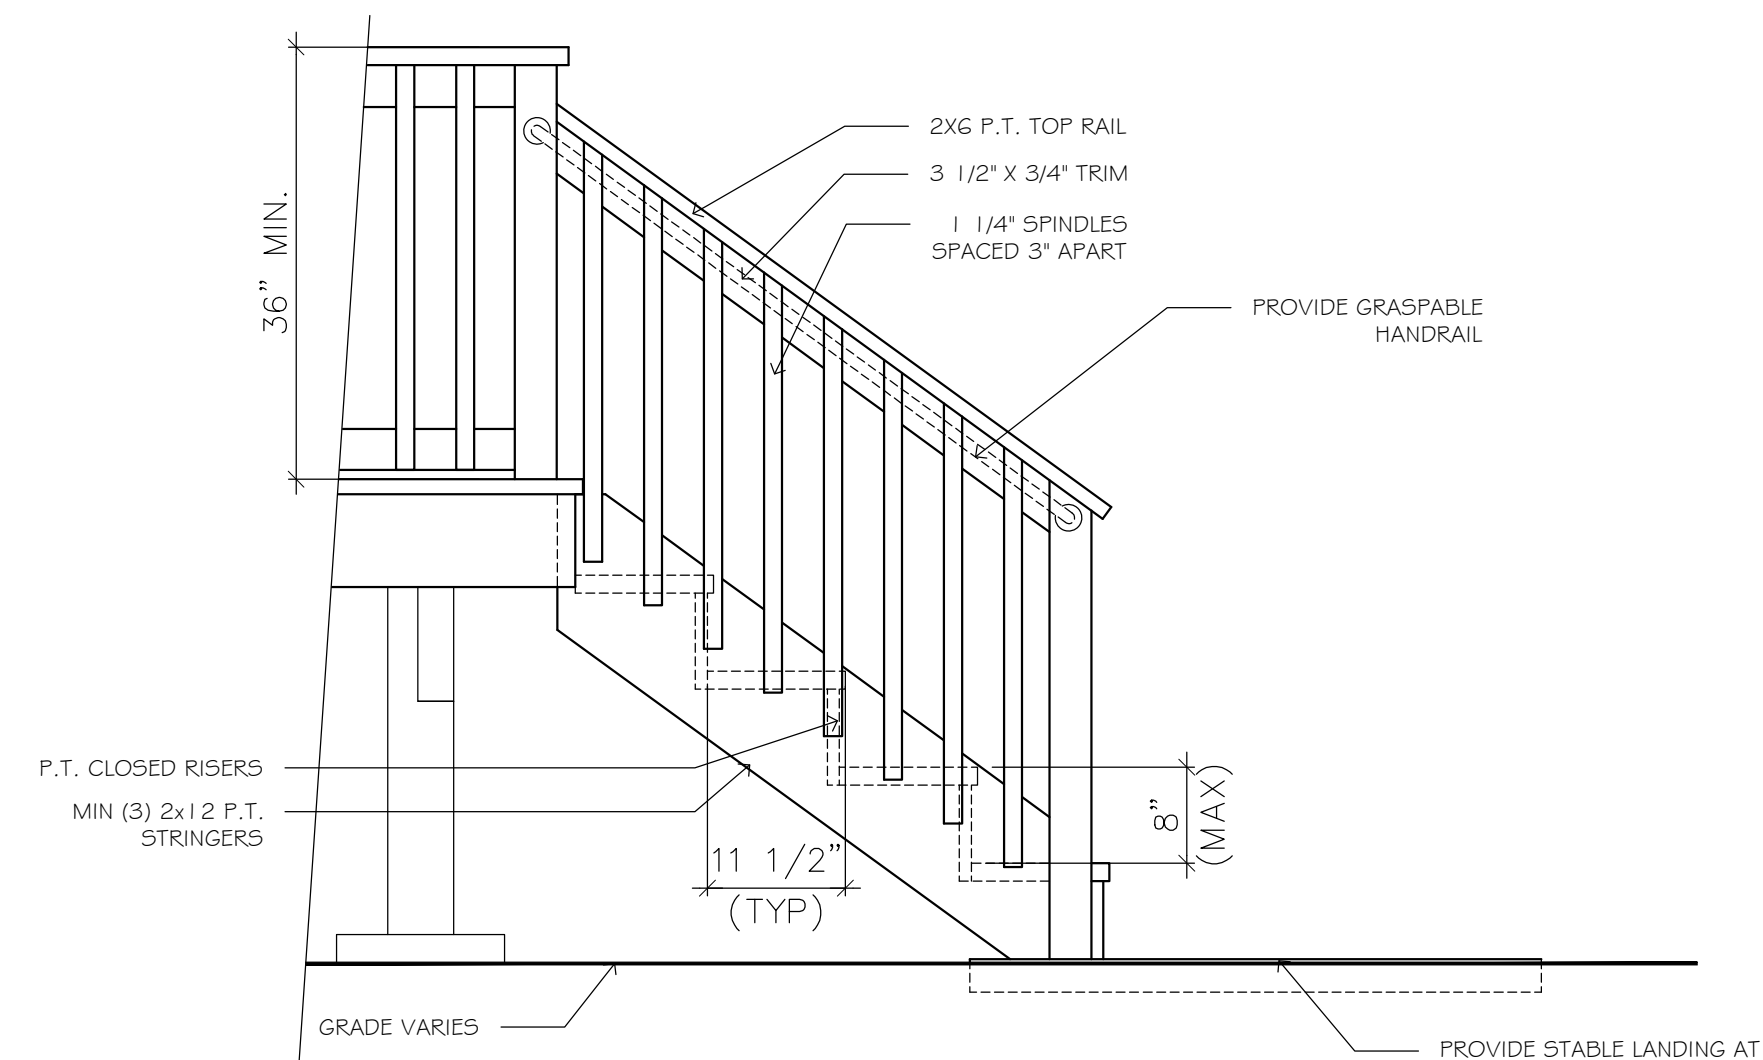 36” MIN.
2X6 P.T. TOP RAIL
3 1/2" X 3/4" TRIM
1 1/4" SPINDLES
SPACED 3" APART
PROVIDE GRASPABLE
HANDRAIL
P.T. CLOSED RISERS
MIN (3) 2x12 P.T.
STRINGERS
11 1/2”
(TYP)
8”
(MAX)
GRADE VARIES
PROVIDE STABLE LANDING AT